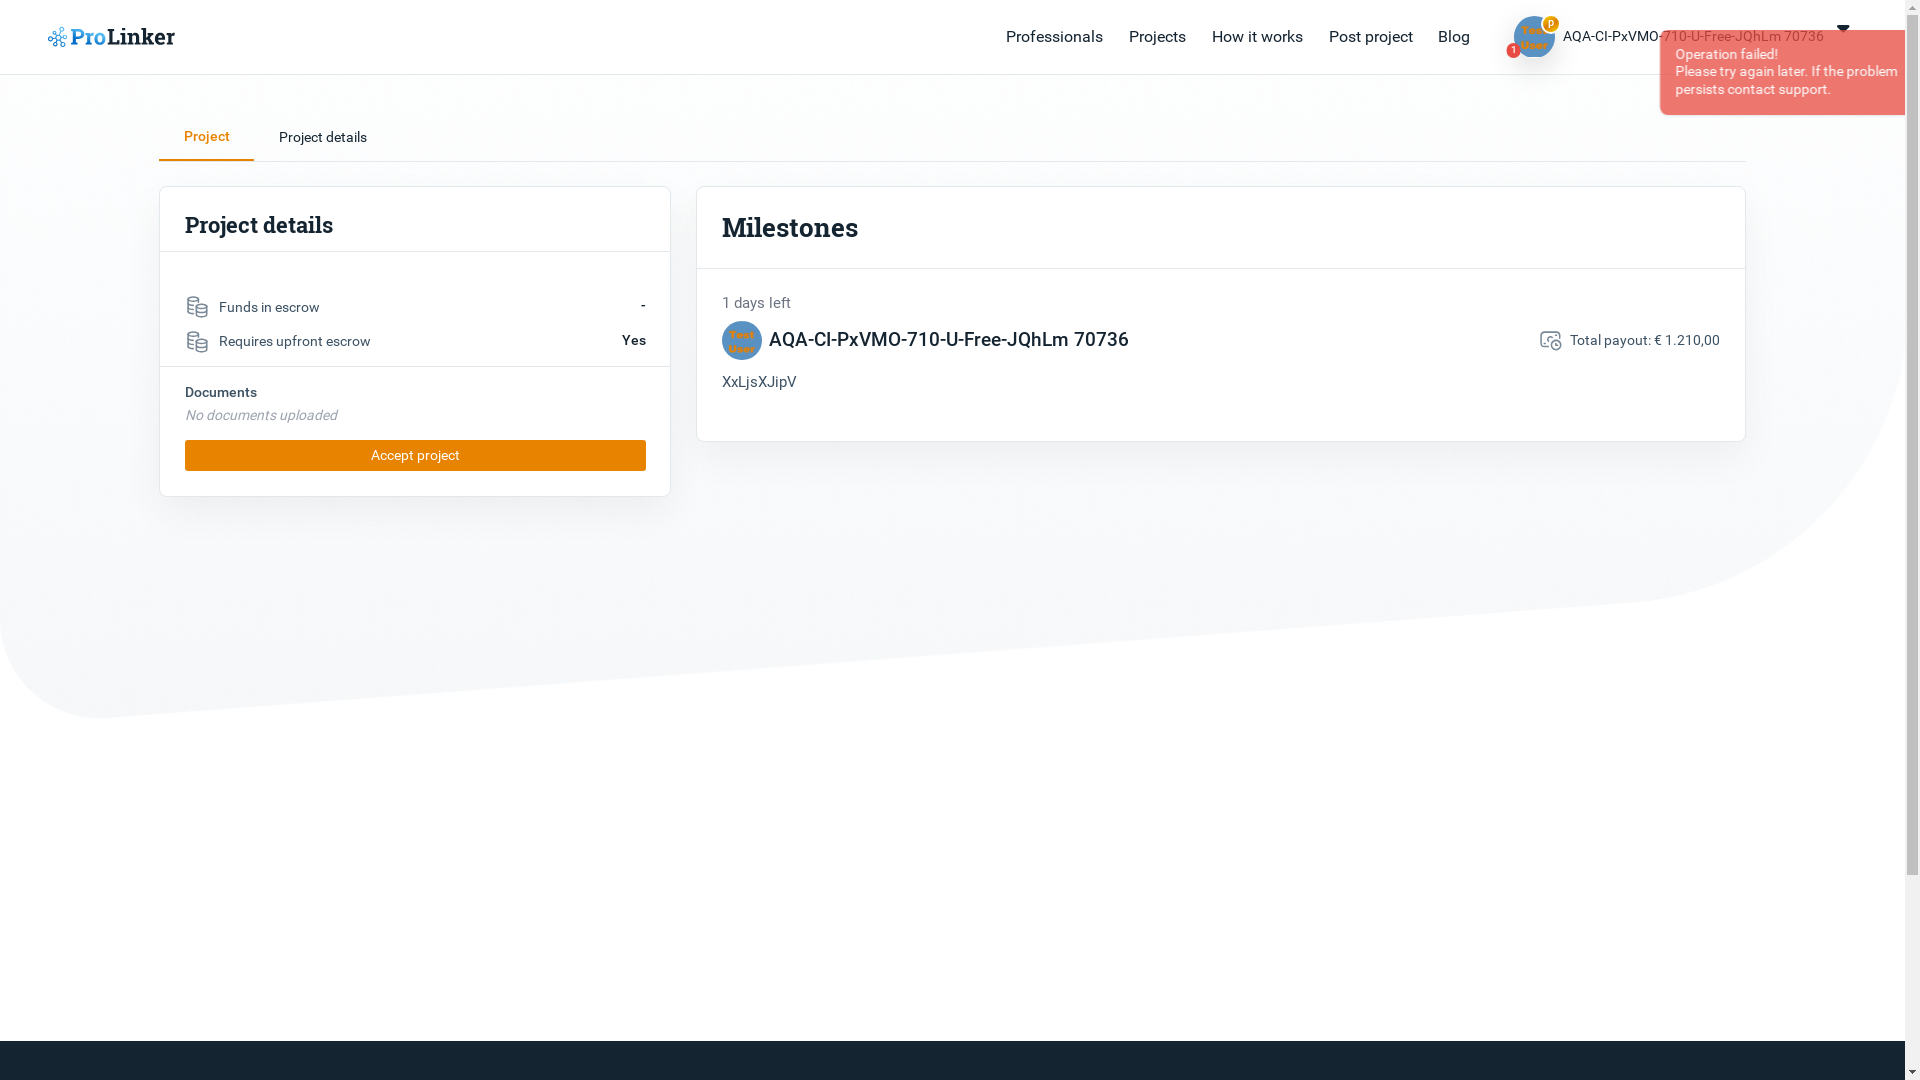 ProLinker
Professionals
Projects
How it works
Post project
Blog
Test User
p
1
AQA-CI-PxVMO-710-U-Free-JQhLm 70736
Operation failed!
Please try again later. If the problem
persists contact support.
Project
Project details
Project details
Funds in escrow
-
Requires upfront escrow
Yes
Documents
No documents uploaded
Accept project
Milestones
1 days left
Test User
AQA-CI-PxVMO-710-U-Free-JQhLm 70736
Total payout: € 1.210,00
XxLjsXJipV